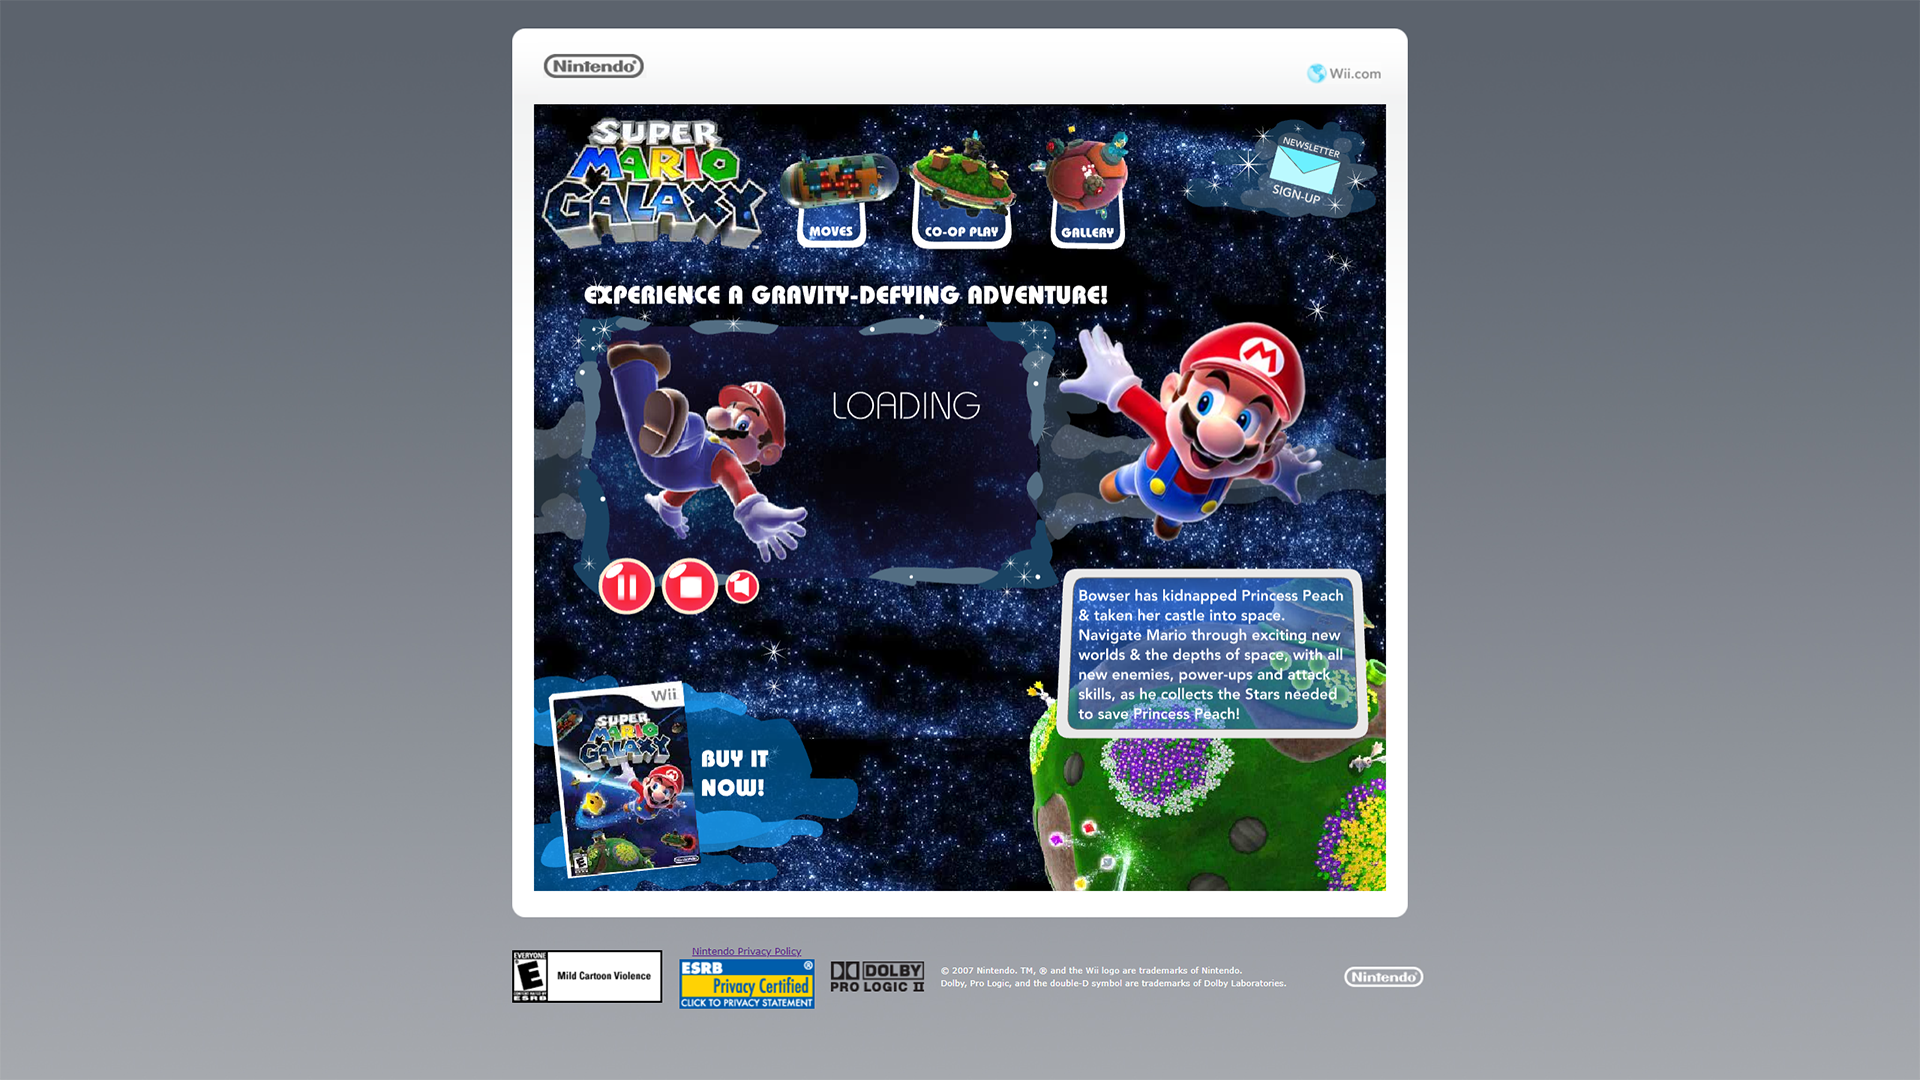 Nintendo®
Wii.com
SUPER
MARIO
GALAXY
MOVES
CO-OP PLAY
GALLERY
NEWSLETTER
SIGN-UP
EXPERIENCE A GRAVITY-DEFYING ADVENTURE!
LOADING
Bowser has kidnapped Princess Peach
& taken her castle into space.
Navigate Mario through exciting new
worlds & the depths of space, with all
new enemies, power-ups and attack
skills, as he collects the Stars needed
to save Princess Peach!
Wii
SUPER
MARIO
GALAXY
BUY IT
NOW!
EVERYONE
E
ESRB
Mild Cartoon Violence
Nintendo Privacy Policy
ESRB ®
Privacy Certified
CLICK TO PRIVACY STATEMENT
DOLBY
PRO LOGIC II
© 2007 Nintendo. TM, ® and the Wii logo are trademarks of Nintendo.
Dolby, Pro Logic, and the double-D symbol are trademarks of Dolby Laboratories.
Nintendo®